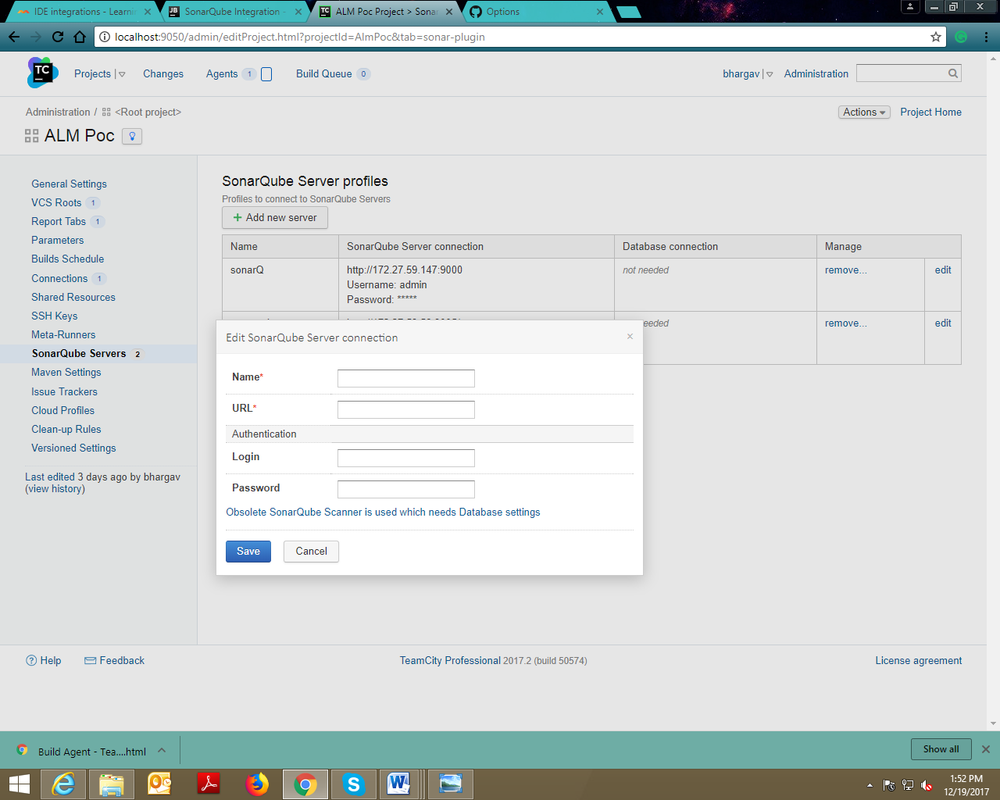 IDE integrations - Learni
SonarQube Integration -
ALM Poc Project > Sona
Options
localhost:9050/admin/editProject.html?projectId=AlmPoc&tab=sonar-plugin
TC
Projects
Changes
Agents 1
Build Queue 0
bhargav
Administration
Administration / <Root project>
Actions
Project Home
ALM Poc
General Settings
VCS Roots 1
Report Tabs 1
Parameters
Builds Schedule
Connections 1
Shared Resources
SSH Keys
Meta-Runners
SonarQube Servers 2
Maven Settings
Issue Trackers
Cloud Profiles
Clean-up Rules
Versioned Settings
Last edited 3 days ago by bhargav
(view history)
SonarQube Server profiles
Profiles to connect to SonarQube Servers
+ Add new server
Name SonarQube Server connection Database connection Manage
sonarQ http://172.27.59.147:9000 not needed remove... edit
Username: admin
Password: *****
eeded remove... edit
Edit SonarQube Server connection
×
Name*
URL*
Authentication
Login
Password
Obsolete SonarQube Scanner is used which needs Database settings
Save
Cancel
Help
Feedback
TeamCity Professional 2017.2 (build 50574)
License agreement
Build Agent - Tea....html
Show all
1:52 PM
12/19/2017